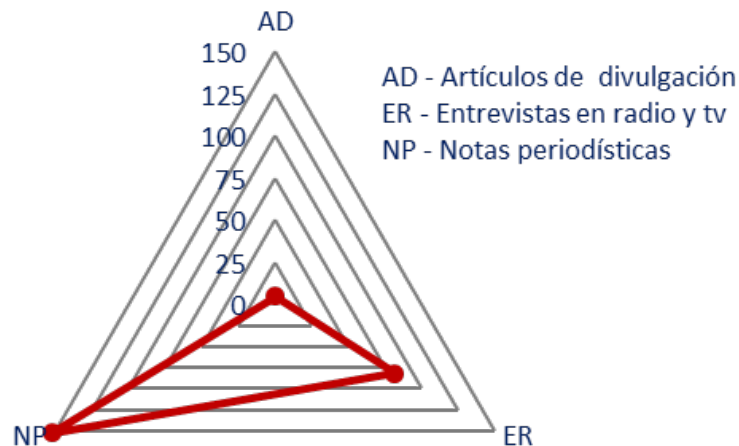 AD
150
125
100
75
50
25
0
AD - Artículos de divulgación
ER - Entrevistas en radio y tv
NP - Notas periodísticas
NP
ER